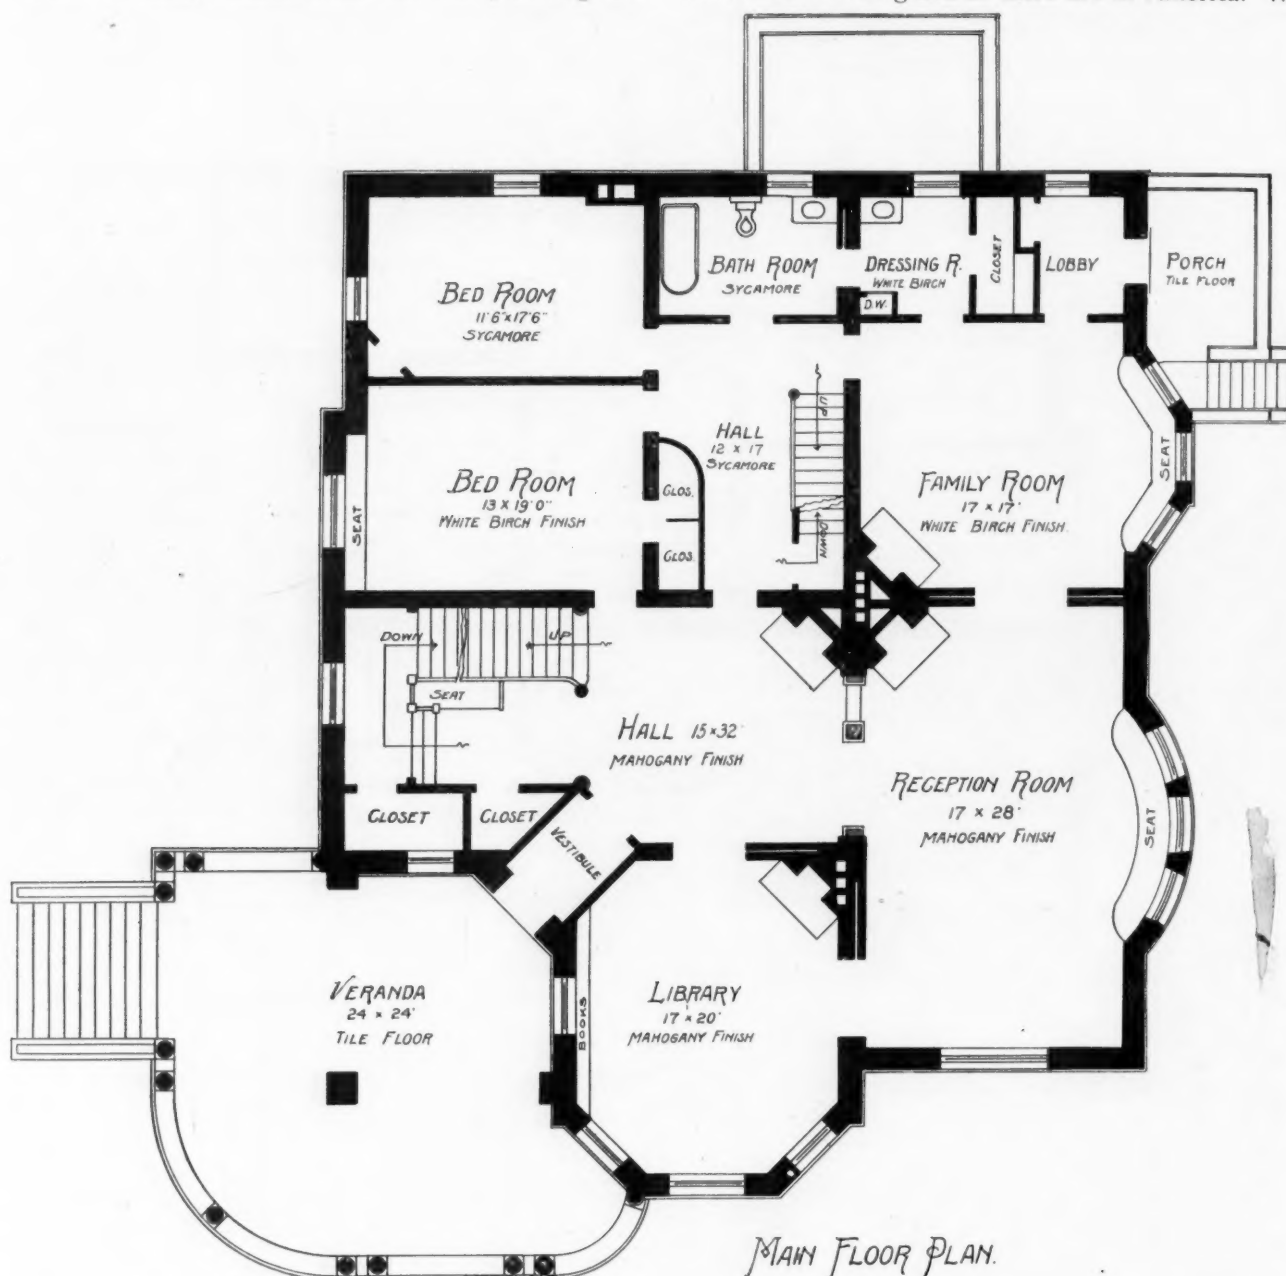 BED ROOM
11'6"x17'6"
SYCAMORE
BATH ROOM
SYCAMORE
DRESSING R.
WHITE BIRCH
D.W.
CLOSET
LOBBY
PORCH
TILE FLOOR
BED ROOM
13 x 19'0"
WHITE BIRCH FINISH
SEAT
CLOS.
CLOS.
HALL
12 x 17
SYCAMORE
UP
DOWN
FAMILY ROOM
17 x 17'
WHITE BIRCH FINISH.
SEAT
DOWN
UP
SEAT
HALL 15x32'
MAHOGANY FINISH
RECEPTION ROOM
17 x 28'
MAHOGANY FINISH
SEAT
CLOSET
CLOSET
VESTIBULE
VERANDA
24 x 24'
TILE FLOOR
BOOKS
LIBRARY
17 x 20'
MAHOGANY FINISH
MAIN FLOOR PLAN.